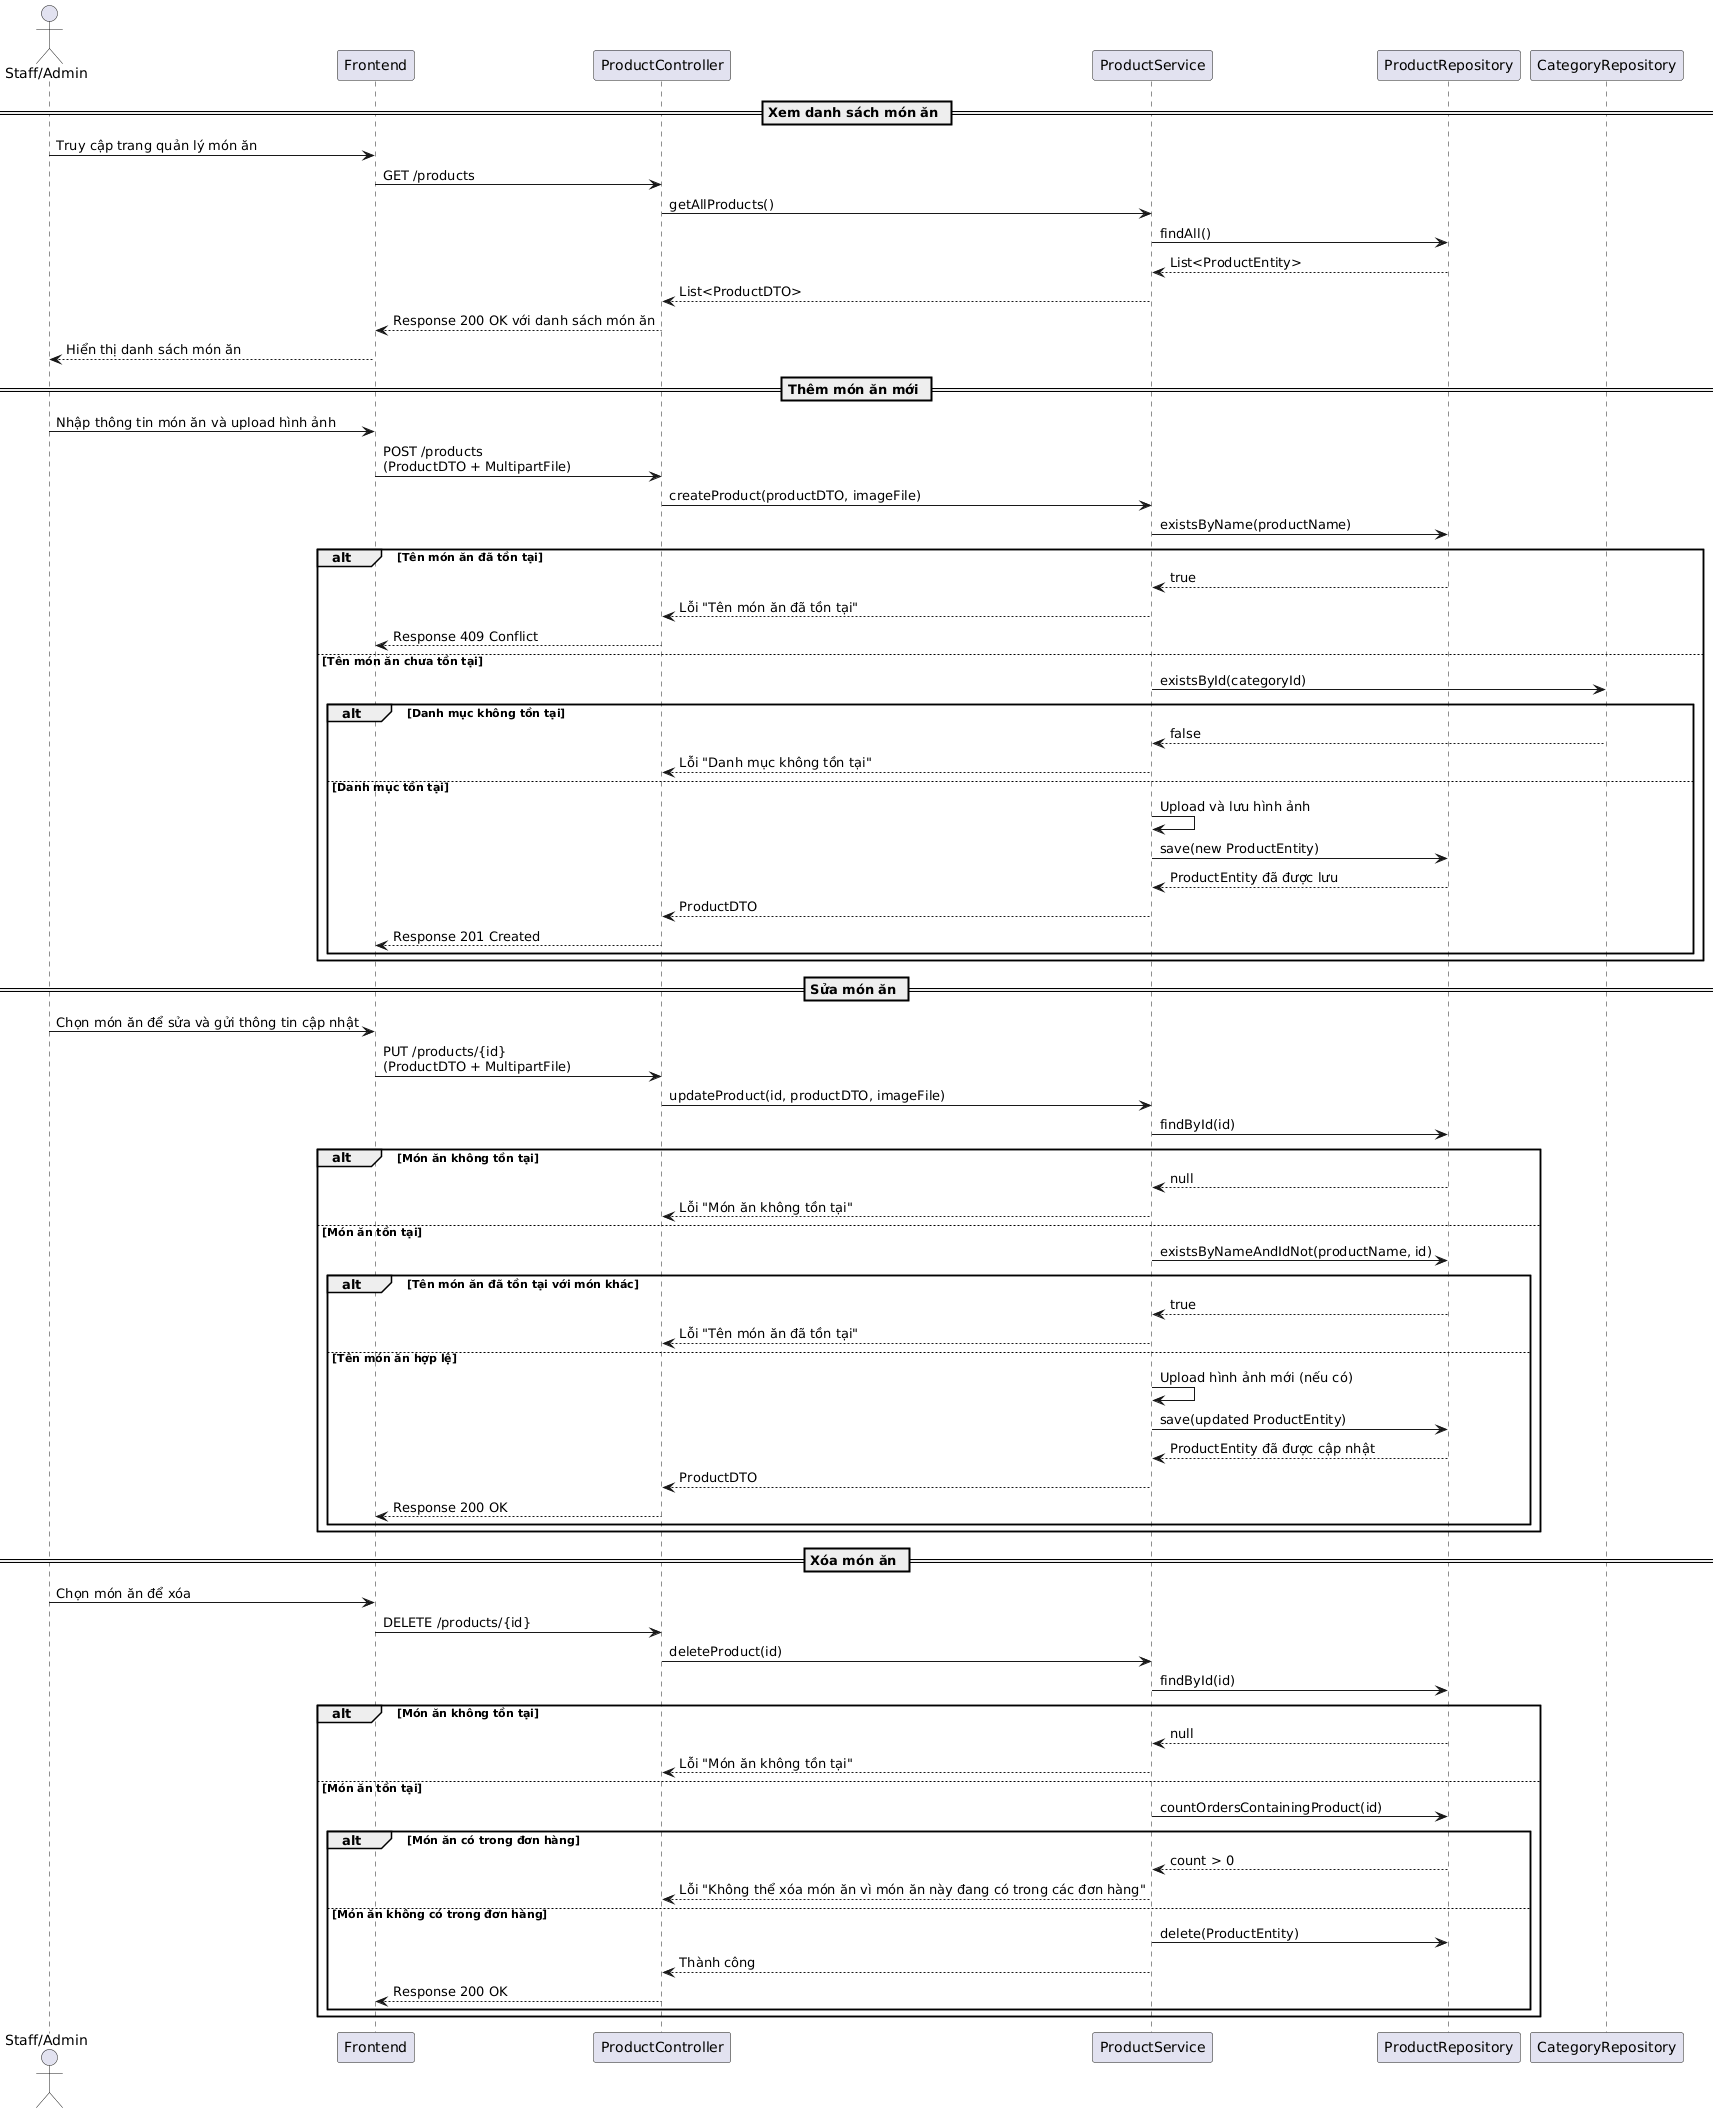 Staff/Admin
Frontend
ProductController
ProductService
ProductRepository
CategoryRepository
Xem danh sách món ăn
Truy cập trang quản lý món ăn
GET /products
getAllProducts()
findAll()
List<ProductEntity>
List<ProductDTO>
Response 200 OK với danh sách món ăn
Hiển thị danh sách món ăn
Thêm món ăn mới
Nhập thông tin món ăn và upload hình ảnh
POST /products
(ProductDTO + MultipartFile)
createProduct(productDTO, imageFile)
existsByName(productName)
alt [Tên món ăn đã tồn tại]
true
Lỗi "Tên món ăn đã tồn tại"
Response 409 Conflict
[Tên món ăn chưa tồn tại]
existsById(categoryId)
alt [Danh mục không tồn tại]
false
Lỗi "Danh mục không tồn tại"
[Danh mục tồn tại]
Upload và lưu hình ảnh
save(new ProductEntity)
ProductEntity đã được lưu
ProductDTO
Response 201 Created
Sửa món ăn
Chọn món ăn để sửa và gửi thông tin cập nhật
PUT /products/{id}
(ProductDTO + MultipartFile)
updateProduct(id, productDTO, imageFile)
findById(id)
alt [Món ăn không tồn tại]
null
Lỗi "Món ăn không tồn tại"
[Món ăn tồn tại]
existsByNameAndIdNot(productName, id)
alt [Tên món ăn đã tồn tại với món khác]
true
Lỗi "Tên món ăn đã tồn tại"
[Tên món ăn hợp lệ]
Upload hình ảnh mới (nếu có)
save(updated ProductEntity)
ProductEntity đã được cập nhật
ProductDTO
Response 200 OK
Xóa món ăn
Chọn món ăn để xóa
DELETE /products/{id}
deleteProduct(id)
findById(id)
alt [Món ăn không tồn tại]
null
Lỗi "Món ăn không tồn tại"
[Món ăn tồn tại]
countOrdersContainingProduct(id)
alt [Món ăn có trong đơn hàng]
count > 0
Lỗi "Không thể xóa món ăn vì món ăn này đang có trong các đơn hàng"
[Món ăn không có trong đơn hàng]
delete(ProductEntity)
Thành công
Response 200 OK
Staff/Admin
Frontend
ProductController
ProductService
ProductRepository
CategoryRepository